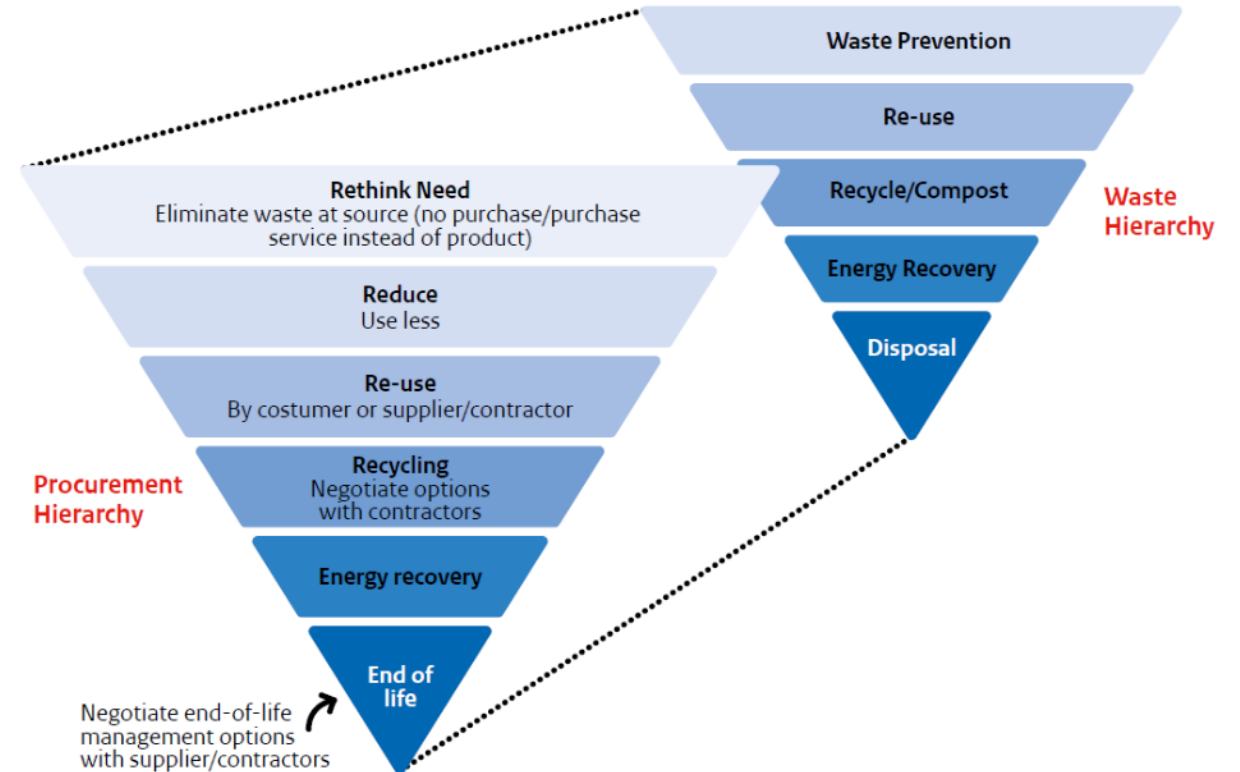 Waste Prevention
Re-use
Recycle/Compost
Energy Recovery
Disposal
Waste
Hierarchy
Rethink Need
Eliminate waste at source (no purchase/purchase
service instead of product)
Reduce
Use less
Re-use
By costumer or supplier/contractor
Recycling
Negotiate options
with contractors
Energy recovery
End of
life
Procurement
Hierarchy
Negotiate end-of-life
management options
with supplier/contractors